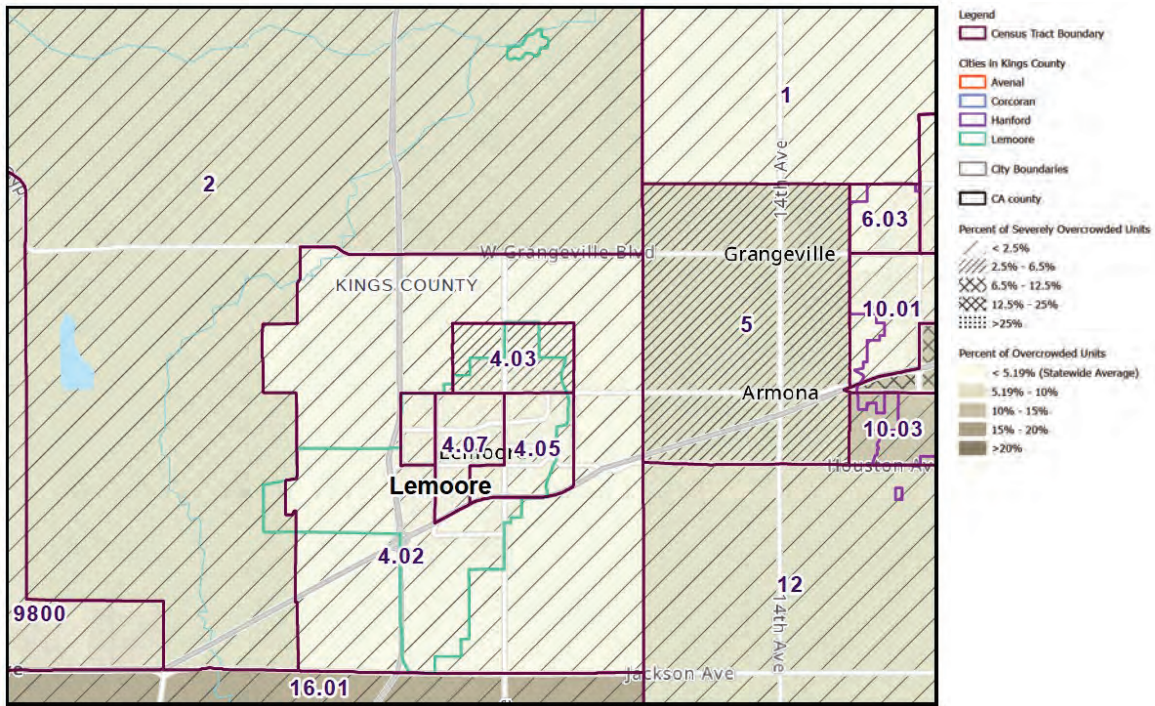 1
14th Ave
2
6.03
W Grangeville Blvd
Grangeville
KINGS COUNTY
10.01
5
4.03
Armona
10.03
4.07
4.05
Houston Av
Lemoore
4.02
12
9800
14th Ave
Jackson Ave
16.01
Legend
Census Tract Boundary
Cities in Kings County
Avenal
Corcoran
Hanford
Lemoore
City Boundaries
CA county
Percent of Severely Overcrowded Units
< 2.5%
2.5% - 6.5%
6.5% - 12.5%
12.5% - 25%
>25%
Percent of Overcrowded Units
< 5.19% (Statewide Average)
5.19% - 10%
10% - 15%
15% - 20%
>20%